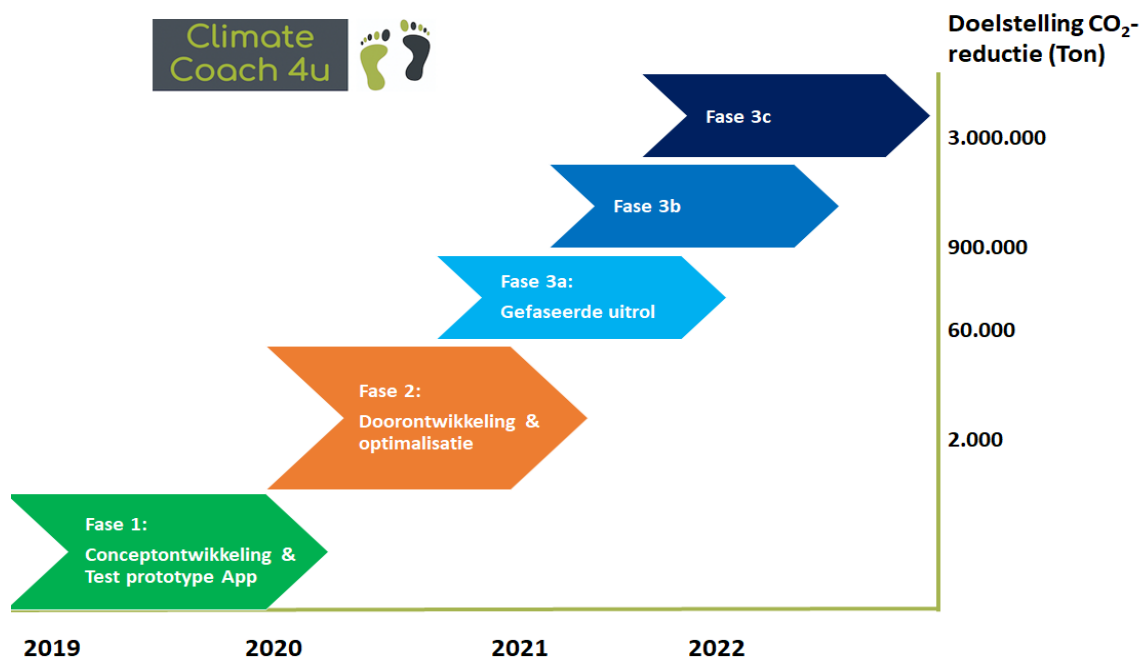 Climate
Coach 4u
Doelstelling CO₂-
reductie (Ton)
Fase 3c
3.000.000
Fase 3b
900.000
Fase 3a:
Gefaseerde uitrol
60.000
Fase 2:
Doorontwikkeling &
optimalisatie
2.000
Fase 1:
Conceptontwikkeling &
Test prototype App
2019 2020 2021 2022